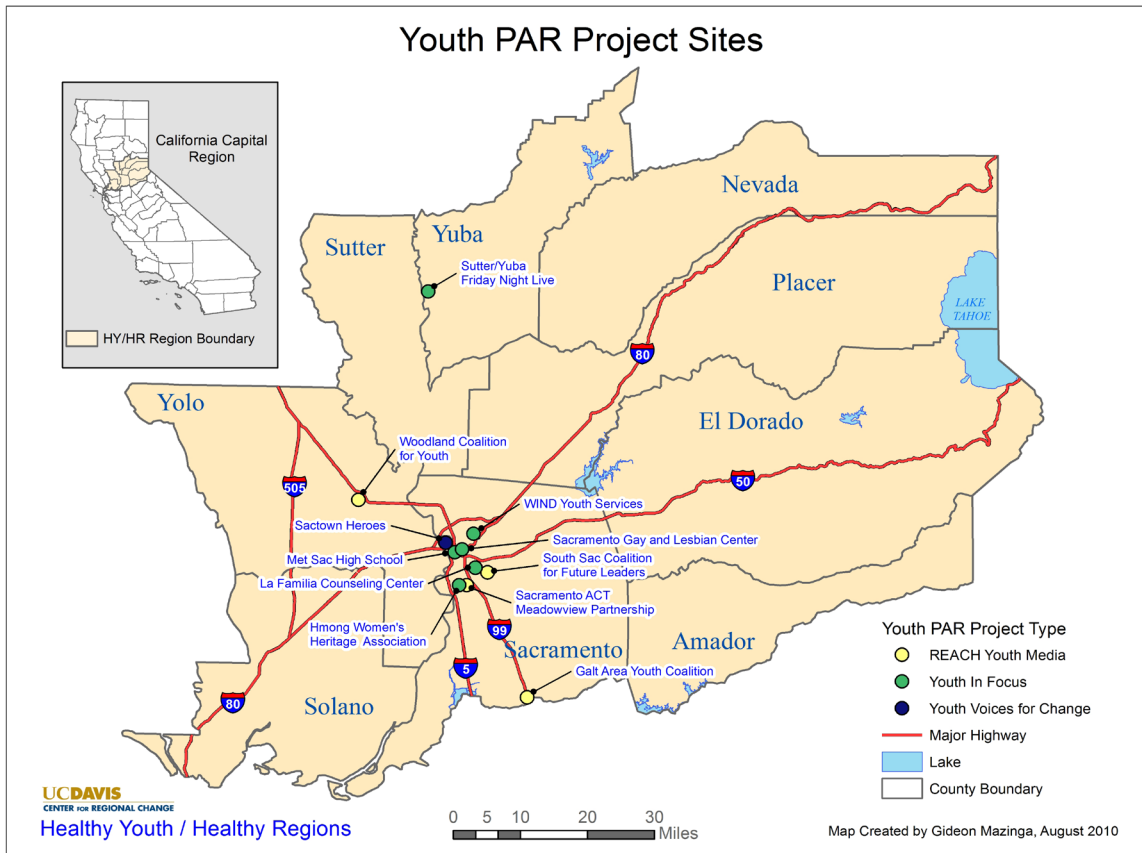 Youth PAR Project Sites
California Capital
Region
HY/HR Region Boundary
Nevada
Yuba
Sutter
Sutter/Yuba
Friday Night Live
Placer
LAKE
TAHOE
80
Yolo
El Dorado
Woodland Coalition
for Youth
505
50
WIND Youth Services
Sactown Heroes
Sacramento Gay and Lesbian Center
Met Sac High School
South Sac Coalition
for Future Leaders
La Familia Counseling Center
Sacramento ACT
Meadowview Partnership
Hmong Women's
Heritage Association
99
Sacramento
Amador
5
Galt Area Youth Coalition
80
Solano
Youth PAR Project Type
REACH Youth Media
Youth In Focus
Youth Voices for Change
Major Highway
Lake
County Boundary
UCDAVIS
CENTER FOR REGIONAL CHANGE
Healthy Youth / Healthy Regions
0 5 10 20 30
Miles
Map Created by Gideon Mazinga, August 2010